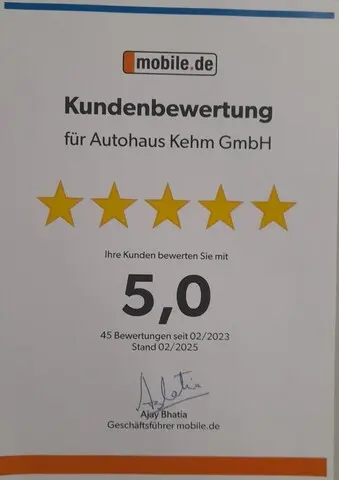 mobile.de
Kundenbewertung
für Autohaus Kehm GmbH
Ihre Kunden bewerten Sie mit
5,0
45 Bewertungen seit 02/2023
Stand 02/2025
Ajay Bhatia
Geschäftsführer mobile.de